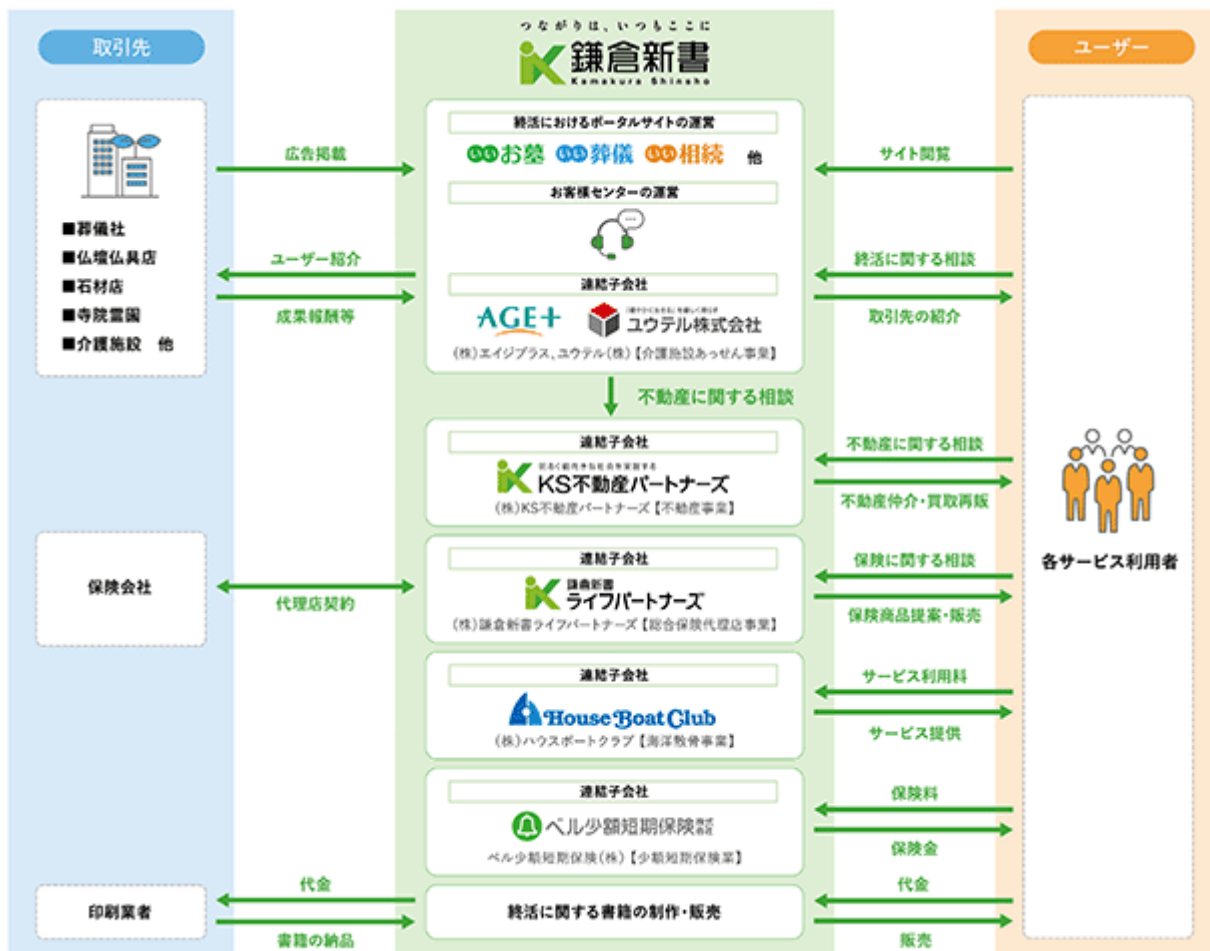 取引先
つながりは、いつもここに
鎌倉新書
Kamakura Shinsho
ユーザー
終活におけるポータルサイトの運営
いいお墓 いい葬儀 いい相続 他
お客様センターの運営
連結子会社
AGE+ ユウテル株式会社
(株)エイジプラス、ユウテル(株)【介護施設あっせん事業】
■葬儀社
■仏壇仏具店
■石材店
■寺院霊園
■介護施設 他
広告掲載
ユーザー紹介
成果報酬等
サイト閲覧
終活に関する相談
取引先の紹介
不動産に関する相談
連結子会社
KS不動産パートナーズ
(株)KS不動産パートナーズ【不動産事業】
不動産に関する相談
不動産仲介・買取再販
各サービス利用者
保険会社
代理店契約
連結子会社
鎌倉新書
ライフパートナーズ
(株)鎌倉新書ライフパートナーズ【総合保険代理店事業】
保険に関する相談
保険商品提案・販売
連結子会社
House Boat Club
(株)ハウスボートクラブ【海洋散骨事業】
サービス利用料
サービス提供
連結子会社
ベル少額短期保険株式会社
ベル少額短期保険(株)【少額短期保険業】
保険料
保険金
印刷業者
代金
書籍の納品
終活に関する書籍の制作・販売
代金
販売